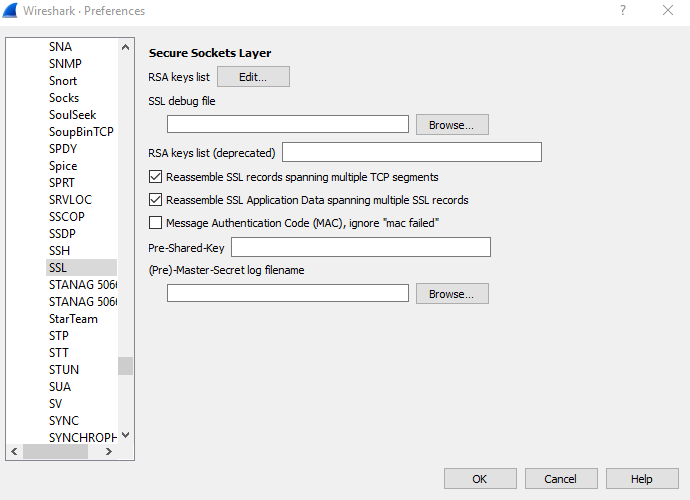 Wireshark · Preferences
?
SNA
SNMP
Snort
Socks
SoulSeek
SoupBinTCP
SPDY
Spice
SPRT
SRVLOC
SSCOP
SSDP
SSH
SSL
STANAG 506
STANAG 506
StarTeam
STP
STT
STUN
SUA
SV
SYNC
SYNCHROPH
Secure Sockets Layer
RSA keys list Edit...
SSL debug file
Browse...
RSA keys list (deprecated)
Reassemble SSL records spanning multiple TCP segments
Reassemble SSL Application Data spanning multiple SSL records
Message Authentication Code (MAC), ignore "mac failed"
Pre-Shared-Key
(Pre)-Master-Secret log filename
Browse...
OK Cancel Help